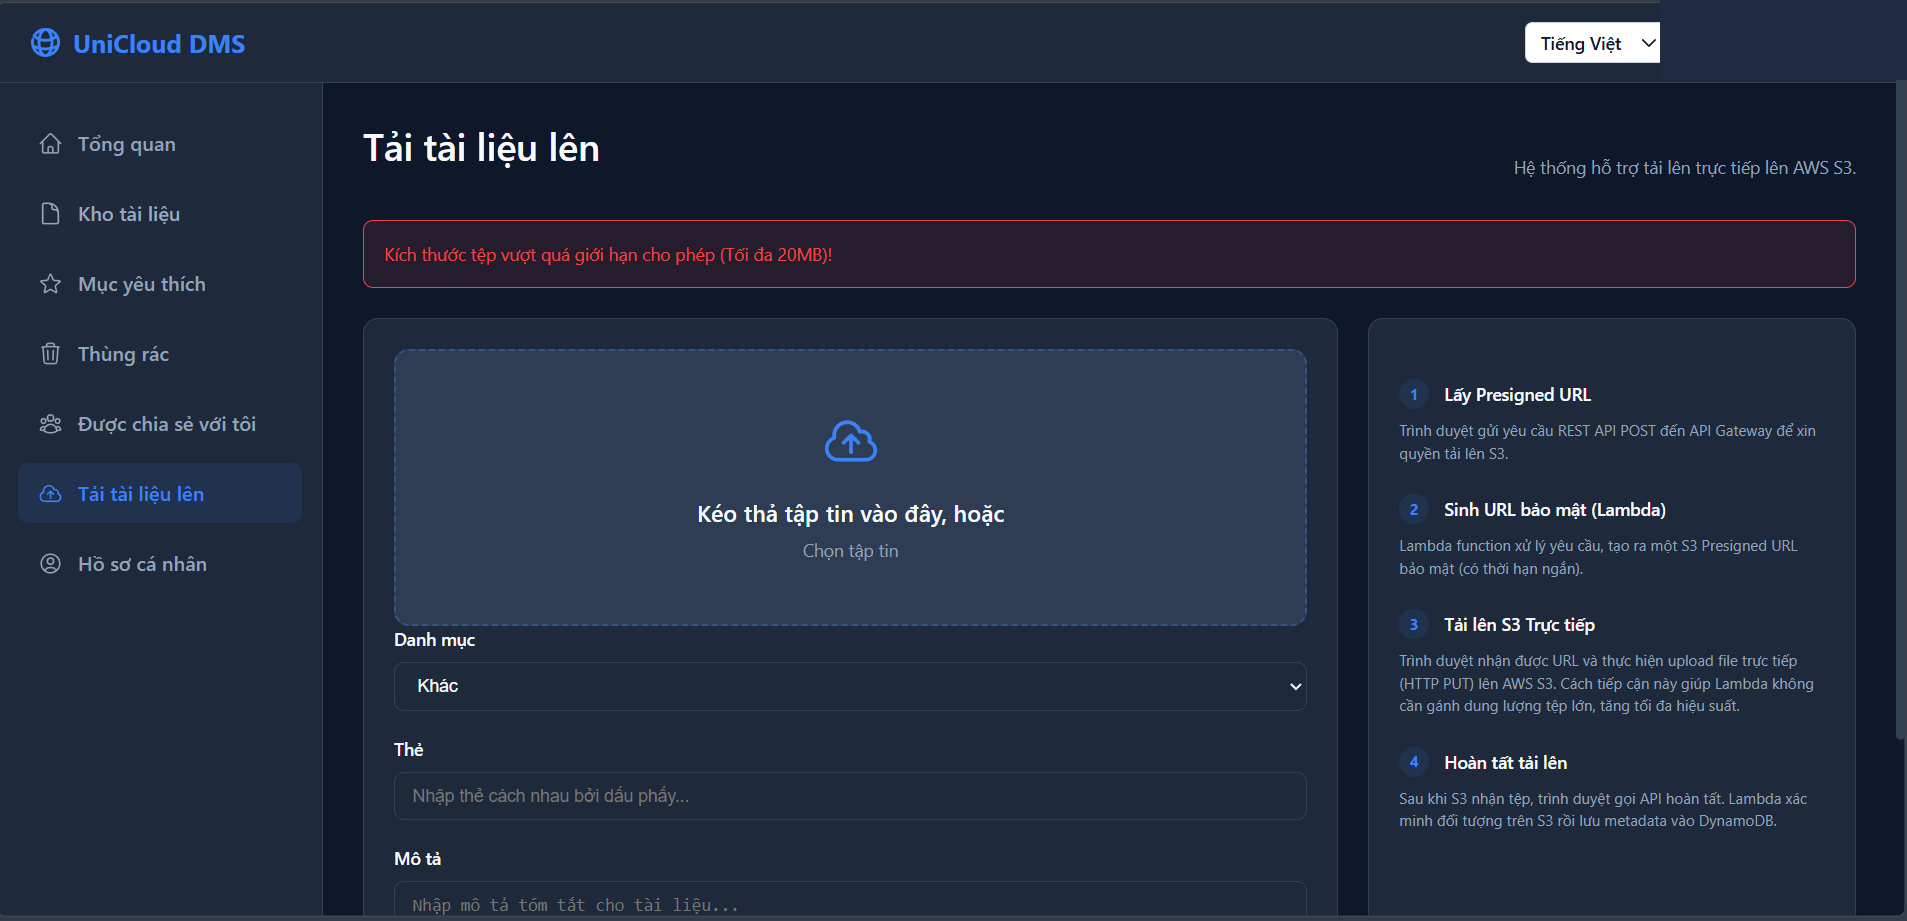 UniCloud DMS
Tiếng Việt
Tổng quan
Kho tài liệu
Mục yêu thích
Thùng rác
Được chia sẻ với tôi
Tải tài liệu lên
Hồ sơ cá nhân
Tải tài liệu lên
Hệ thống hỗ trợ tải lên trực tiếp lên AWS S3.
Kích thước tệp vượt quá giới hạn cho phép (Tối đa 20MB)!
Kéo thả tập tin vào đây, hoặc
Chọn tập tin
Danh mục
Khác
Thẻ
Nhập thẻ cách nhau bởi dấu phẩy...
Mô tả
Nhập mô tả tóm tắt cho tài liệu...
1 Lấy Presigned URL
Trình duyệt gửi yêu cầu REST API POST đến API Gateway để xin
quyền tải lên S3.
2 Sinh URL bảo mật (Lambda)
Lambda function xử lý yêu cầu, tạo ra một S3 Presigned URL
bảo mật (có thời hạn ngắn).
3 Tải lên S3 Trực tiếp
Trình duyệt nhận được URL và thực hiện upload file trực tiếp
(HTTP PUT) lên AWS S3. Cách tiếp cận này giúp Lambda không
cần gánh dung lượng tệp lớn, tăng tối đa hiệu suất.
4 Hoàn tất tải lên
Sau khi S3 nhận tệp, trình duyệt gọi API hoàn tất. Lambda xác
minh đối tượng trên S3 rồi lưu metadata vào DynamoDB.